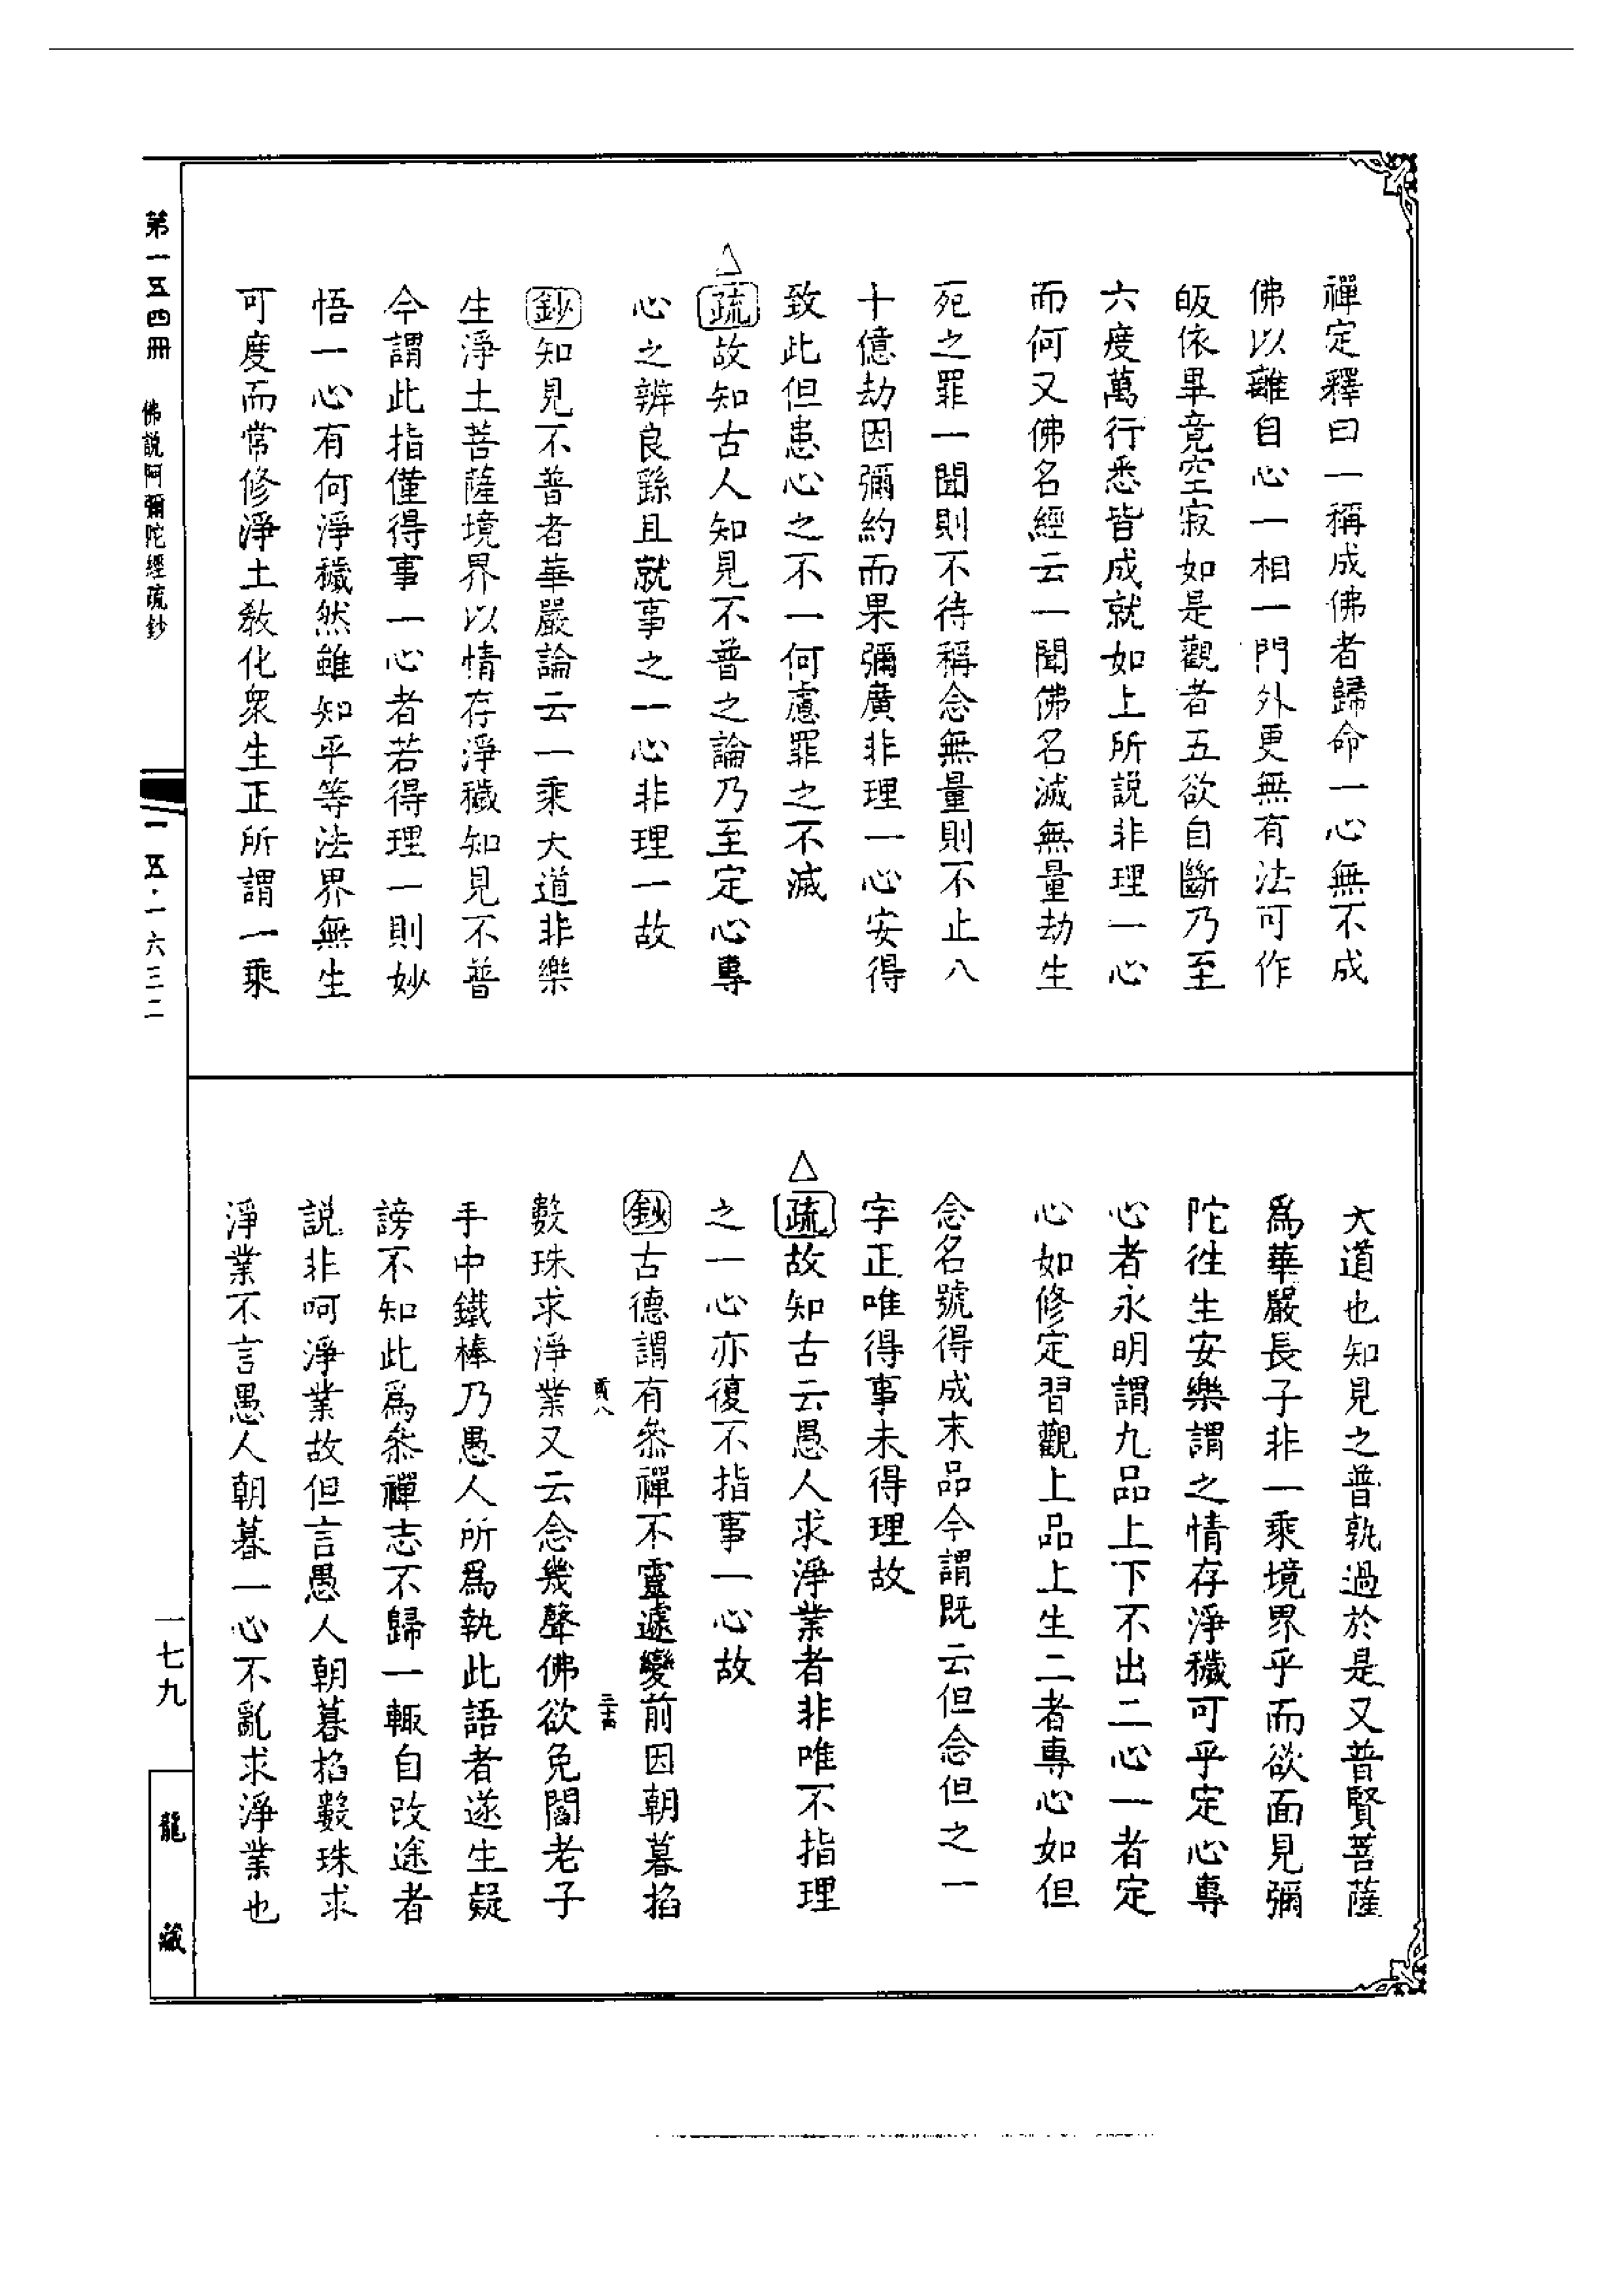 禪定釋曰一稱成佛者歸命一心無不成
佛以離自心一相一門外更無有法可作
皈依畢竟空寂如是觀者五欲自斷乃至
六度萬行悉皆成就如上所説非理一心
而何又佛名經云一聞佛名滅無量劫生
死之罪一聞則不待稱念無量則不止八
十億劫因彌約而果彌廣非理一心安得
致此但患心之不一何慮罪之不滅
△疏故知古人知見不普之論乃至定心專
心之辨良繇且就事之一心非理一故
鈔知見不普者華嚴論云一乘大道非樂
生淨土菩薩境界以情存淨穢知見不普
今謂此指僅得事一心者若得理一則妙
悟一心有何淨穢然雖知平等法界無生
可度而常修淨土教化衆生正所謂一乘
大道也知見之普孰過於是又普賢菩薩
爲華嚴長子非一乘境界乎而欲面見彌
陀徃生安樂謂之情存淨穢可乎定心專
心者永明謂九品上下不出二心一者定
心如修定習觀上品上生二者專心如但
念名號得成末品今謂既云但念但之一
字正唯得事未得理故
△疏故知古云愚人求淨業者非唯不指理
之一心亦復不指事一心故
鈔古德謂有叅禪不靈遽變前因朝暮掐
數珠求淨業又云念幾聲佛欲免閻老子
手中鐵棒乃愚人所爲執此語者遂生疑
謗不知此爲叅禪志不歸一輙自改途者
説非呵淨業故但言愚人朝暮掐數珠求
淨業不言愚人朝暮一心不亂求淨業也
第一五四冊
佛説阿彌陀經疏鈔
一五·一六三二
一七九
龍藏